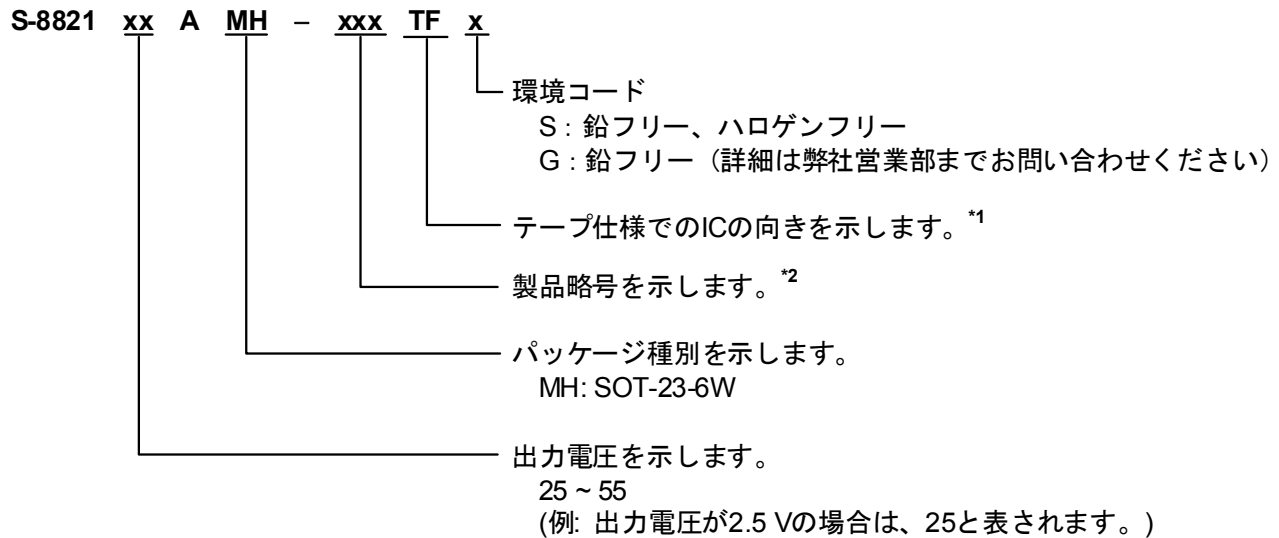 S-8821 xx A MH – xxx TF x
環境コード
S : 鉛フリー、ハロゲンフリー
G : 鉛フリー（詳細は弊社営業部までお問い合わせください）
テープ仕様でのICの向きを示します。*1
製品略号を示します。*2
パッケージ種別を示します。
MH: SOT-23-6W
出力電圧を示します。
25 ~ 55
(例: 出力電圧が2.5 Vの場合は、25と表されます。)